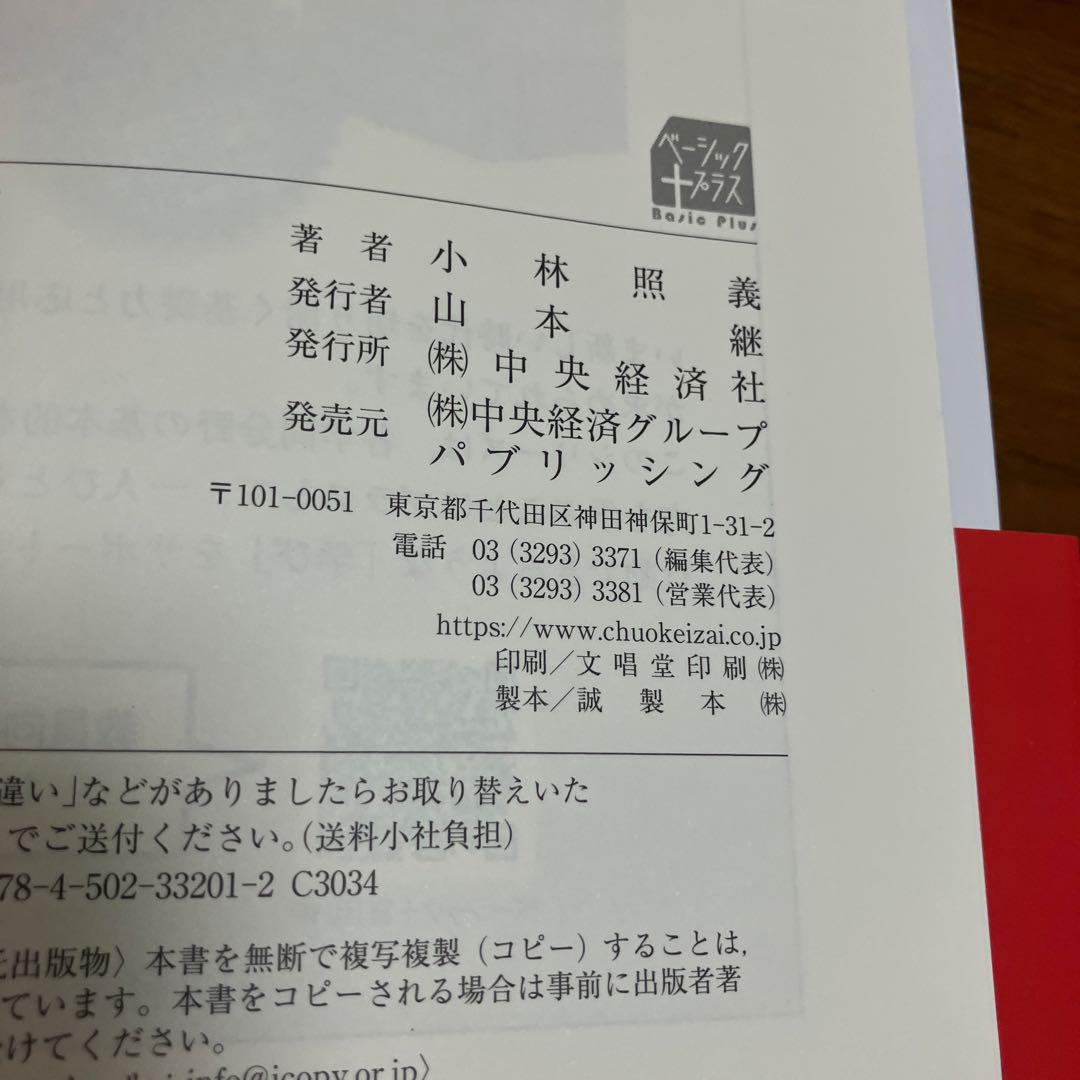 ベーシック
プラス
Basic Plus
著者 小林照義
発行者 山本継
発行所 ㈱中央経済社
発売元 ㈱中央経済グループ
パブリッシング
〒101-0051 東京都千代田区神田神保町1-31-2
電話 03 (3293) 3371 (編集代表)
03 (3293) 3381 (営業代表)
https://www.chuokeizai.co.jp
印刷／文唱堂印刷㈱
製本／誠製本㈱
違い」などがありましたらお取り替えいた
でご送付ください。(送料小社負担)
78-4-502-33201-2 C3034
出版物〉本書を無断で複写複製（コピー）することは,
ています。本書をコピーされる場合は事前に出版者著
けてください。
info@jcopy.or.jp〉